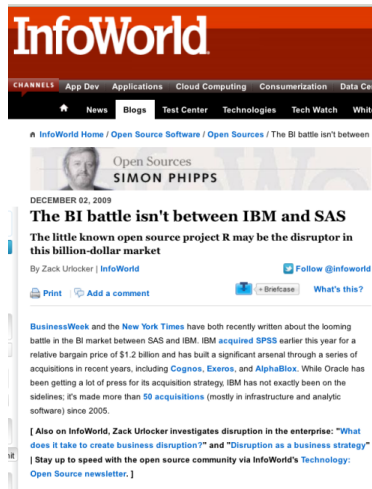 InfoWorld
CHANNELS App Dev Applications Cloud Computing Consumerization Data Ce
News Blogs Test Center Technologies Tech Watch Whit
InfoWorld Home / Open Source Software / Open Sources / The BI battle isn't between
Open Sources
SIMON PHIPPS
DECEMBER 02, 2009
The BI battle isn't between IBM and SAS
The little known open source project R may be the disruptor in
this billion-dollar market
By Zack Urlocker | InfoWorld
Follow @infoworld
Print Add a comment
+ Briefcase What's this?
BusinessWeek and the New York Times have both recently written about the looming
battle in the BI market between SAS and IBM. IBM acquired SPSS earlier this year for a
relative bargain price of $1.2 billion and has built a significant arsenal through a series of
acquisitions in recent years, including Cognos, Exeros, and AlphaBlox. While Oracle has
been getting a lot of press for its acquisition strategy, IBM has not exactly been on the
sidelines; it's made more than 50 acquisitions (mostly in infrastructure and analytic
software) since 2005.
[ Also on InfoWorld, Zack Urlocker investigates disruption in the enterprise: "What
does it take to create business disruption?" and "Disruption as a business strategy"
| Stay up to speed with the open source community via InfoWorld's Technology:
Open Source newsletter. ]